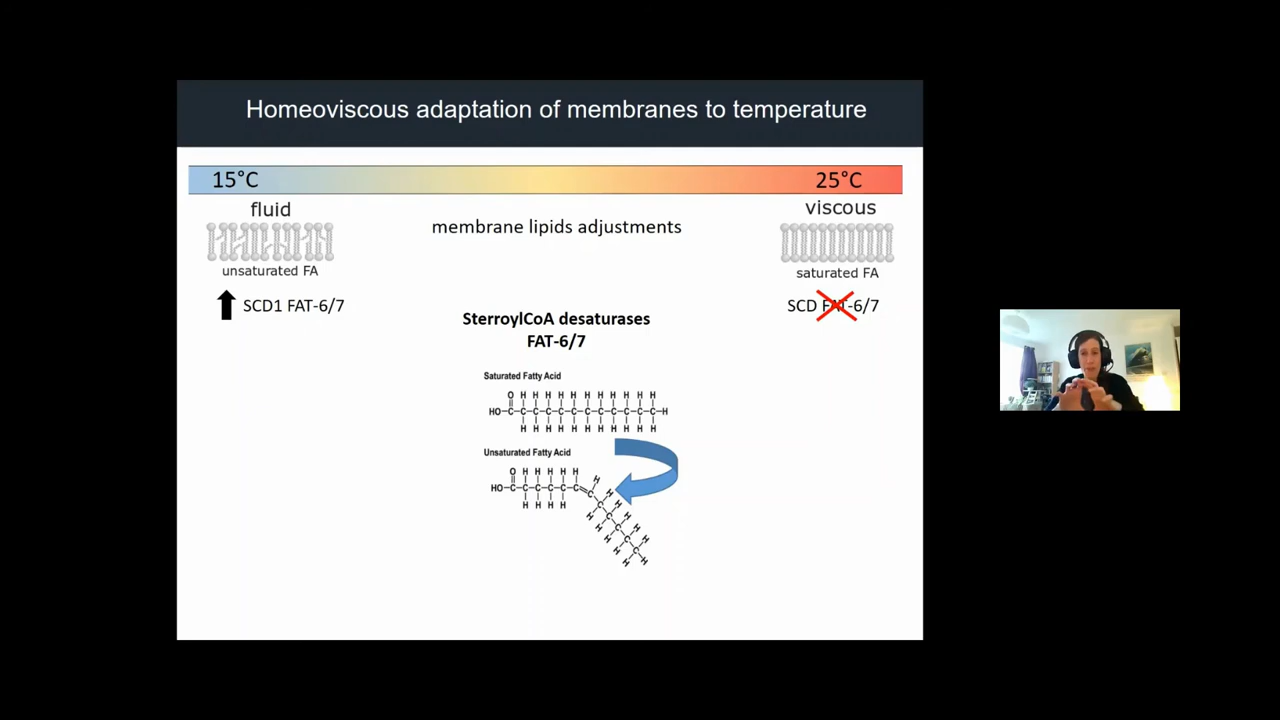 Homeoviscous adaptation of membranes to temperature
15°C
25°C
fluid
viscous
membrane lipids adjustments
unsaturated FA
saturated FA
SCD1 FAT-6/7
SCD FAT-6/7
SterroylCoA desaturases
FAT-6/7
Saturated Fatty Acid
O H H H H H H H H H H H
HO-C-C-C-C-C-C-C-C-C-C-C-C-H
H H H H H H H H H H H
Unsaturated Fatty Acid
O H H H H H
HO-C-C-C-C-C-C=C
H H H H